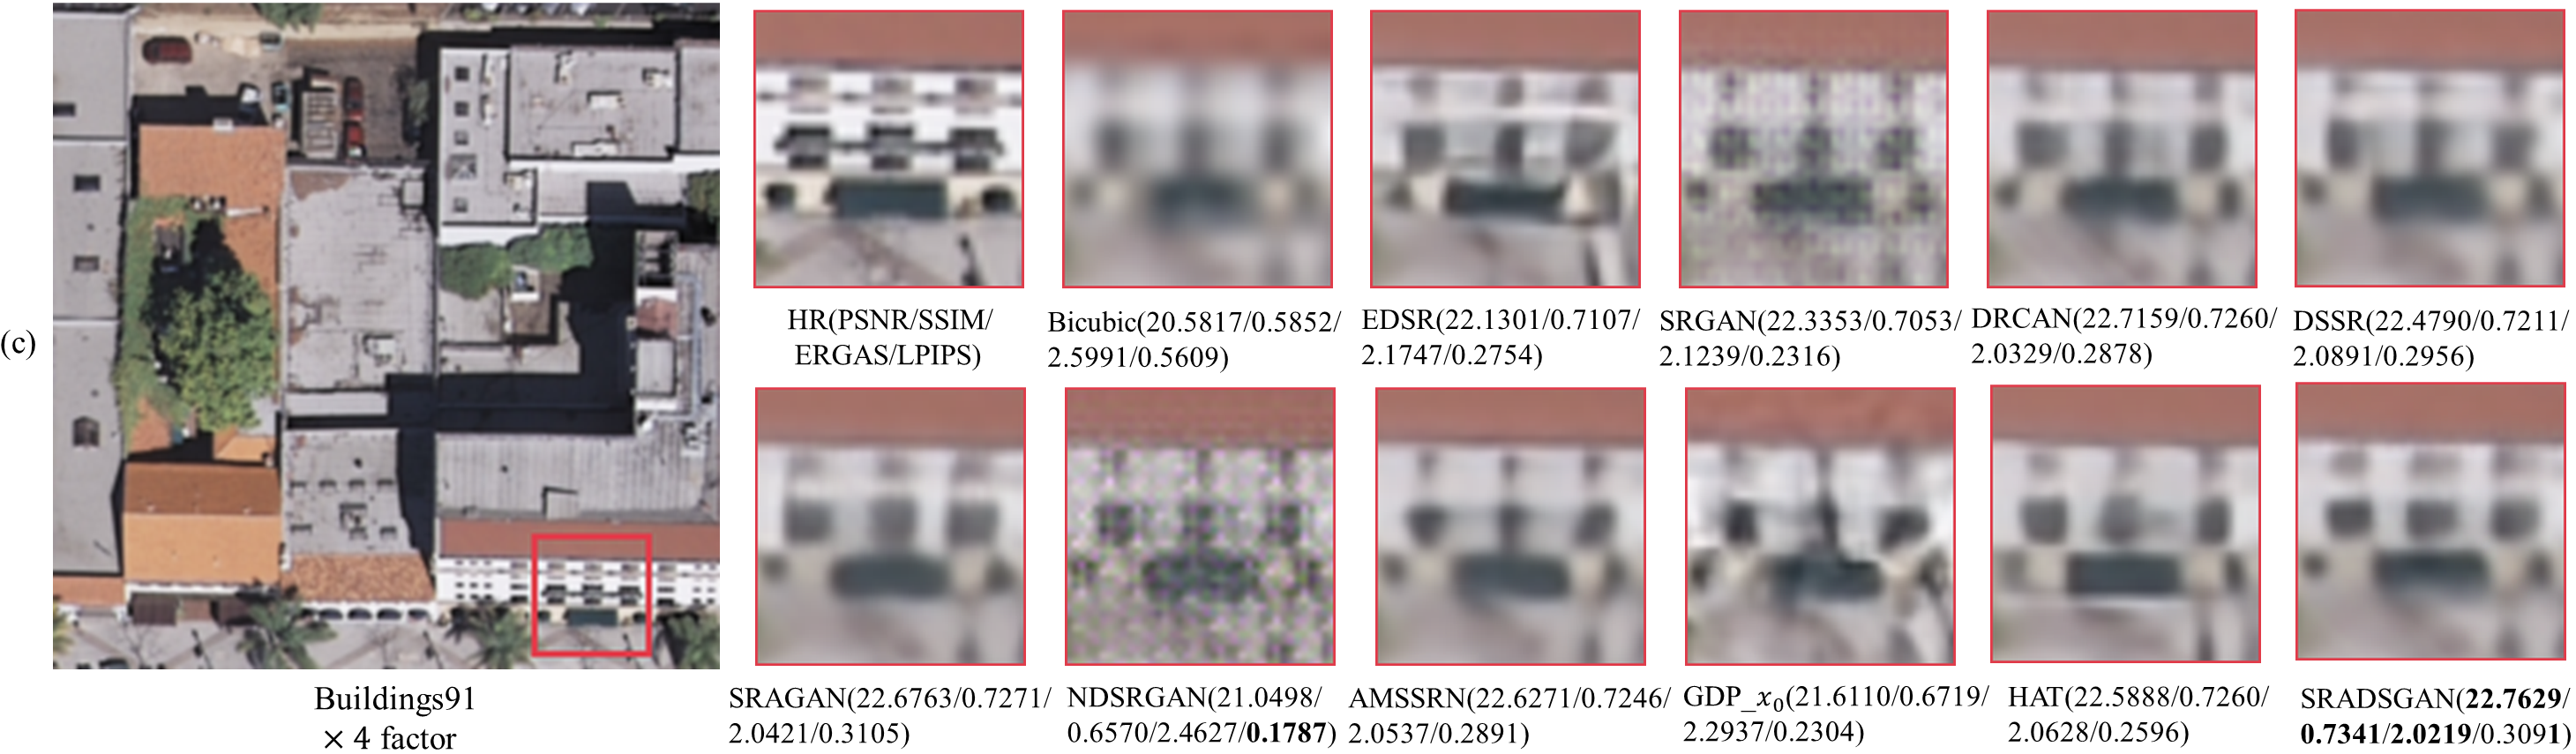 (c)
Buildings91
× 4 factor
HR(PSNR/SSIM/
ERGAS/LPIPS)
Bicubic(20.5817/0.5852/
2.5991/0.5609)
EDSR(22.1301/0.7107/
2.1747/0.2754)
SRGAN(22.3353/0.7053/
2.1239/0.2316)
DRCAN(22.7159/0.7260/
2.0329/0.2878)
DSSR(22.4790/0.7211/
2.0891/0.2956)
SRAGAN(22.6763/0.7271/
2.0421/0.3105)
NDSRGAN(21.0498/
0.6570/2.4627/0.1787)
AMSSRN(22.6271/0.7246/
2.0537/0.2891)
GDP_x₀(21.6110/0.6719/
2.2937/0.2304)
HAT(22.5888/0.7260/
2.0628/0.2596)
SRADSGAN(22.7629/
0.7341/2.0219/0.3091)